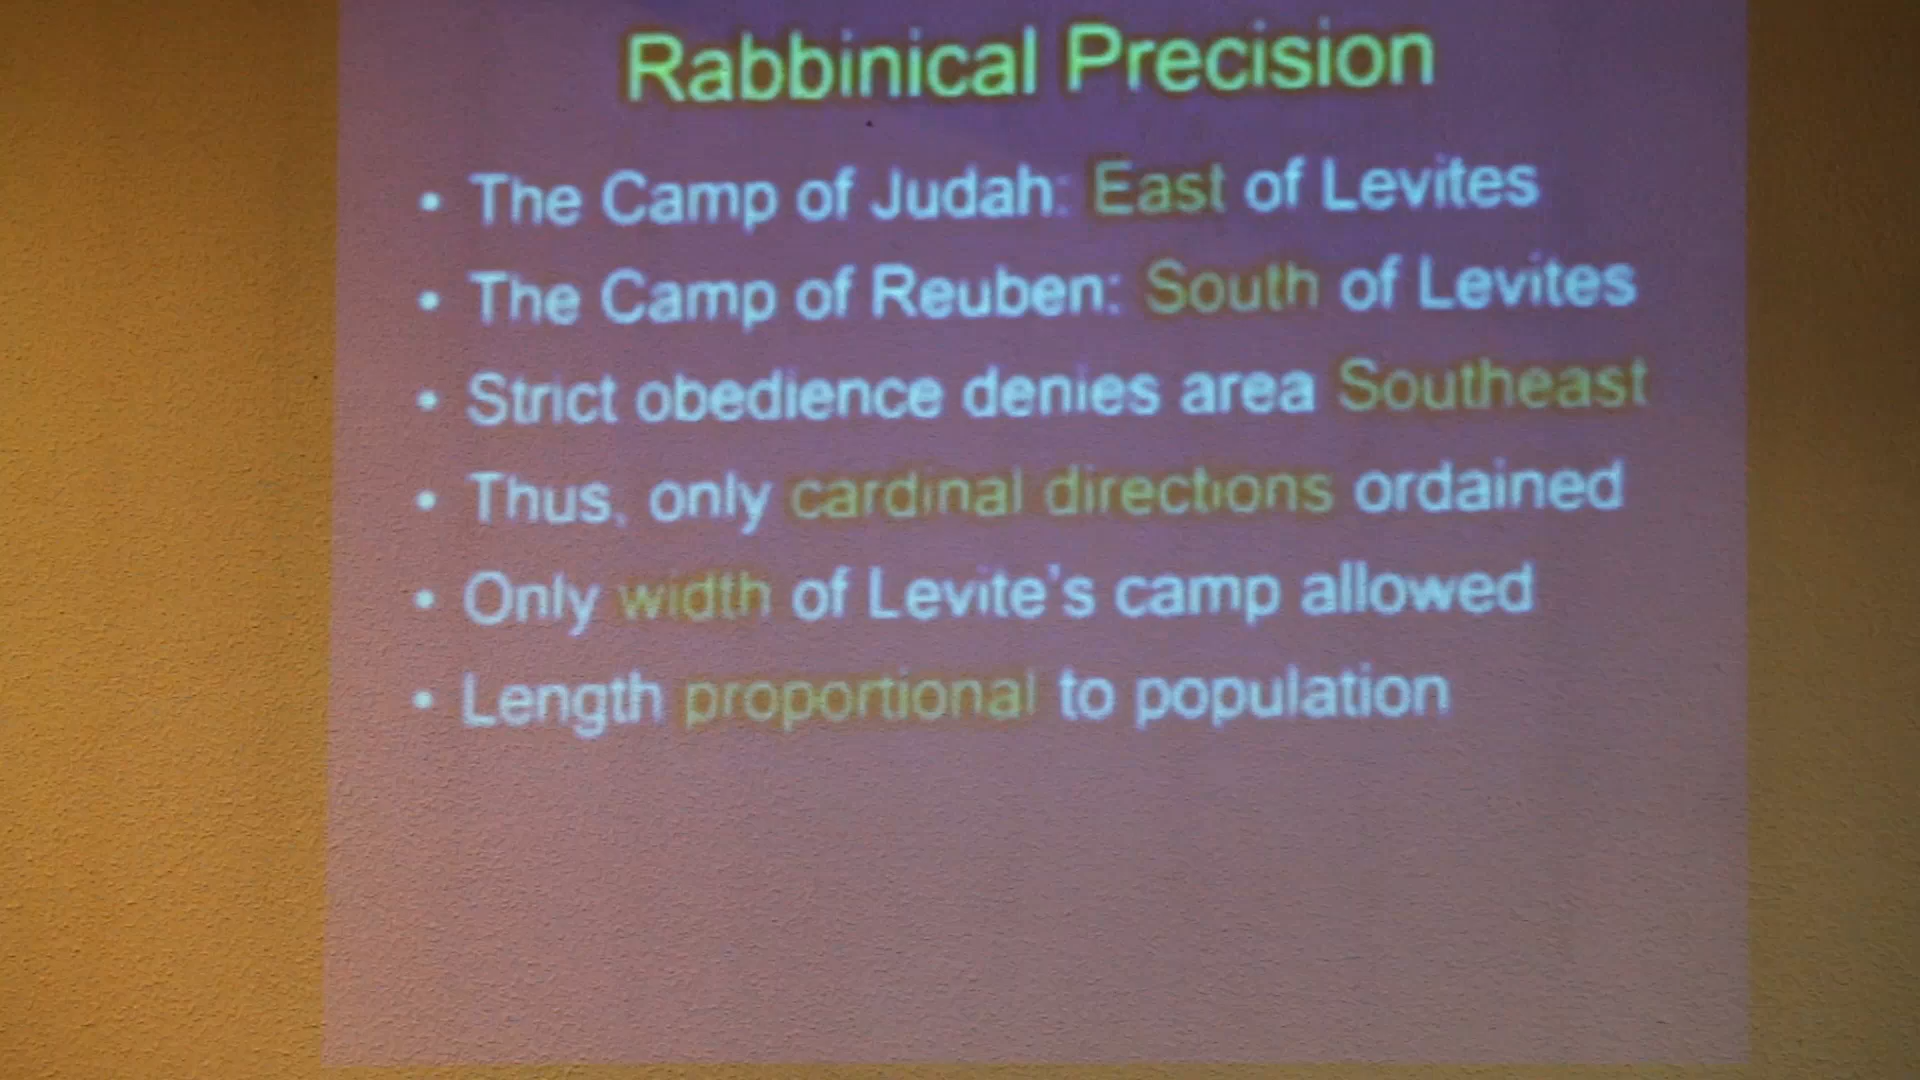 Rabbinical Precision
• The Camp of Judah: East of Levites
• The Camp of Reuben: South of Levites
• Strict obedience denies area Southeast
• Thus, only cardinal directions ordained
• Only width of Levite's camp allowed
• Length proportional to population